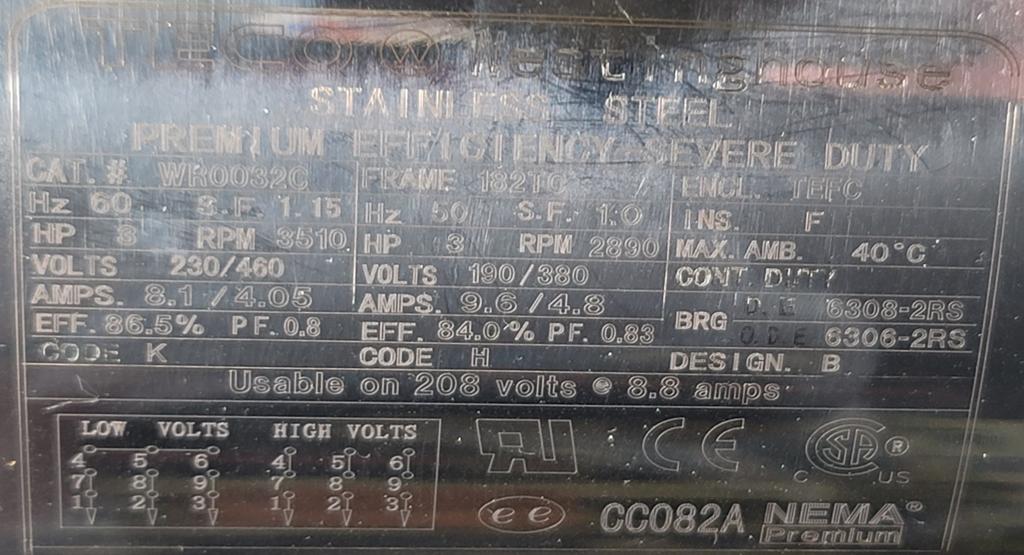 TECO Westinghouse
STAINLESS STEEL
PREMIUM EFFICIENCY-SEVERE DUTY
CAT. # WR0032C FRAME 182TC ENCL. TEFC
Hz 60 S.F. 1.15 Hz 50 S.F. 1.0 INS. F
HP 3 RPM 3510 HP 3 RPM 2890 MAX. AMB. 40°C
VOLTS 230/460 VOLTS 190/380 CONT. DUTY
AMPS. 8.1/4.05 AMPS. 9.6/4.8 BRG D.E 6308-2RS
EFF. 86.5% PF. 0.8 EFF. 84.0% PF. 0.83 O.D.E 6306-2RS
CODE K CODE H DESIGN. B
Usable on 208 volts @ 8.8 amps
LOW VOLTS HIGH VOLTS
4 5 6 4 5 6
7 8 9 7 8 9
1 2 3 1 2 3
RU CE CSA ®
C US
ee CC082A NEMA ®
Premium